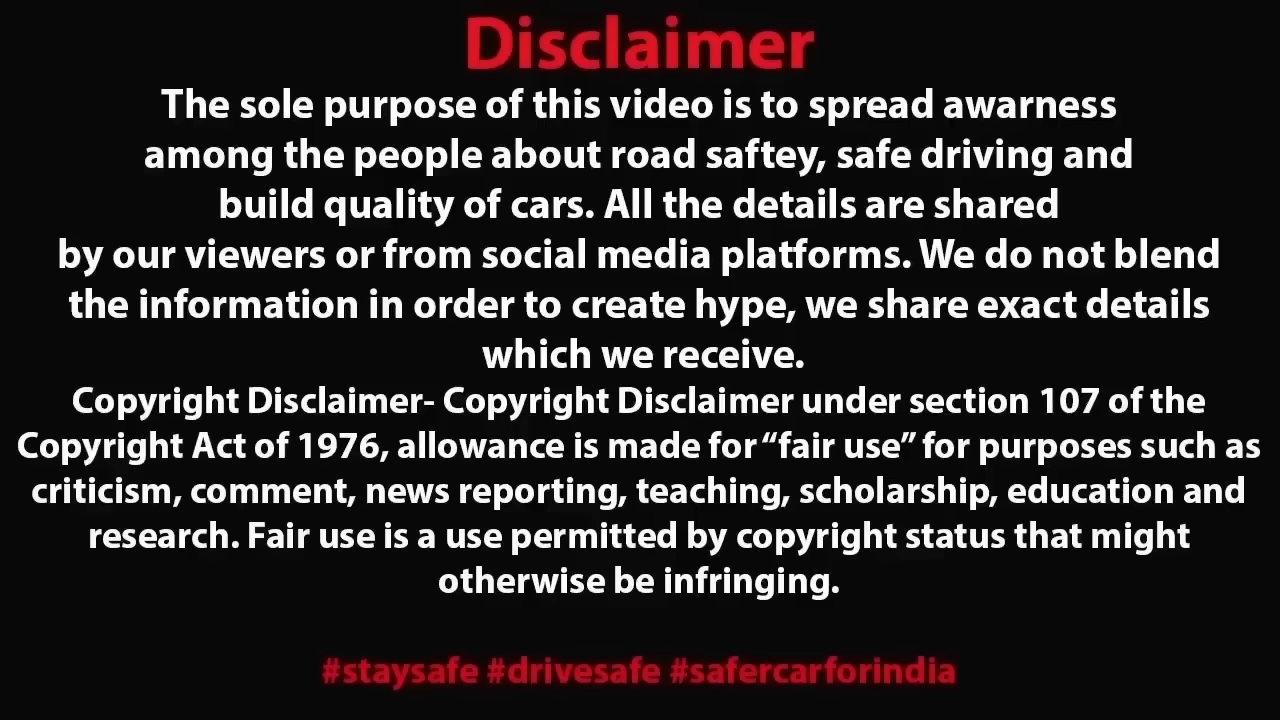 Disclaimer
The sole purpose of this video is to spread awarness
among the people about road saftey, safe driving and
build quality of cars. All the details are shared
by our viewers or from social media platforms. We do not blend
the information in order to create hype, we share exact details
which we receive.
Copyright Disclaimer- Copyright Disclaimer under section 107 of the
Copyright Act of 1976, allowance is made for “fair use” for purposes such as
criticism, comment, news reporting, teaching, scholarship, education and
research. Fair use is a use permitted by copyright status that might
otherwise be infringing.
#staysafe #drivesafe #safercarforindia